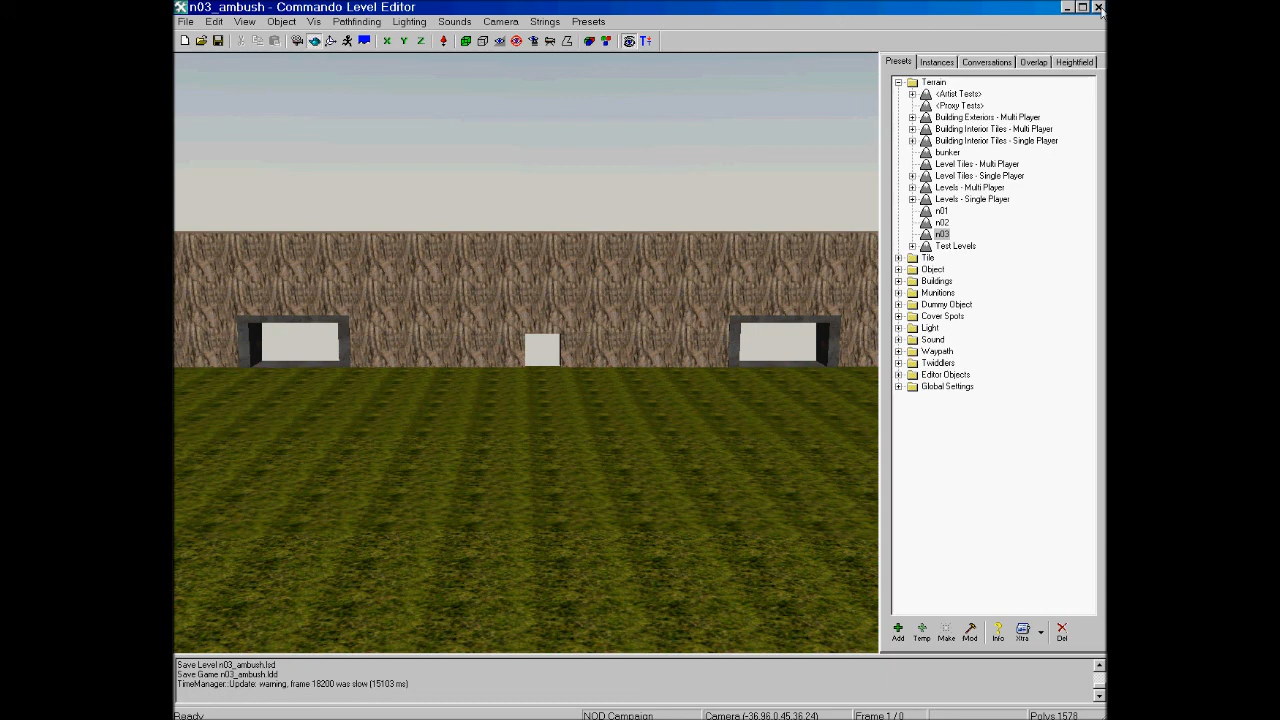 n03_ambush - Commando Level Editor
File Edit View Object Vis Pathfinding Lighting Sounds Camera Strings Presets
X Y Z
Presets Instances Conversations Overlap Heightfield
Terrain
<Artist Tests>
<Proxy Tests>
Building Exteriors - Multi Player
Building Interior Tiles - Multi Player
Building Interior Tiles - Single Player
bunker
Level Tiles - Multi Player
Level Tiles - Single Player
Levels - Multi Player
Levels - Single Player
n01
n02
n03
Test Levels
Tile
Object
Buildings
Munitions
Dummy Object
Cover Spots
Light
Sound
Waypath
Twiddlers
Editor Objects
Global Settings
Add Temp Make Mod Info Xtra Del
Save Level n03_ambush.lsd
Save Game n03_ambush.ldd
TimeManager::Update: warning, frame 18200 was slow (15103 ms)
Ready NOD Campaign Camera (-36.96,0.45,36.24) Frame 1 / 0 Polys 1578